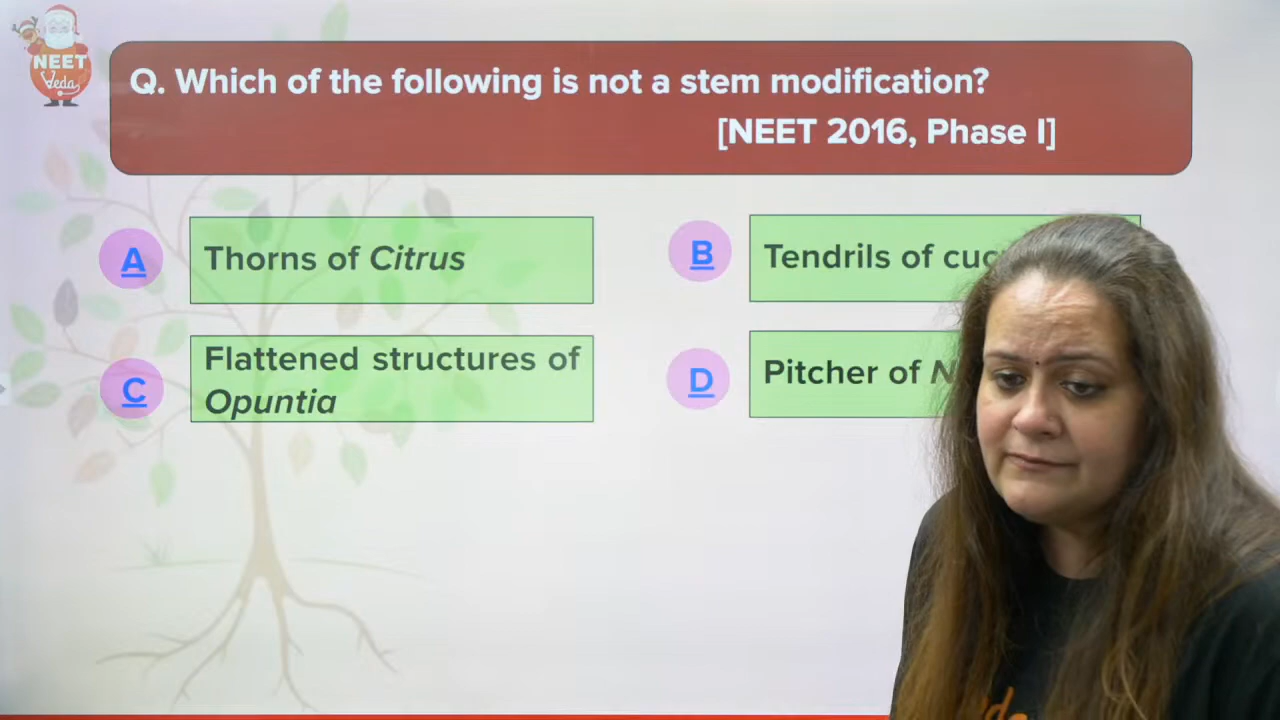 NEET
Veda
Q. Which of the following is not a stem modification?
[NEET 2016, Phase I]
A
Thorns of Citrus
B
Tendrils of
C
Flattened structures of
Opuntia
D
Pitcher of